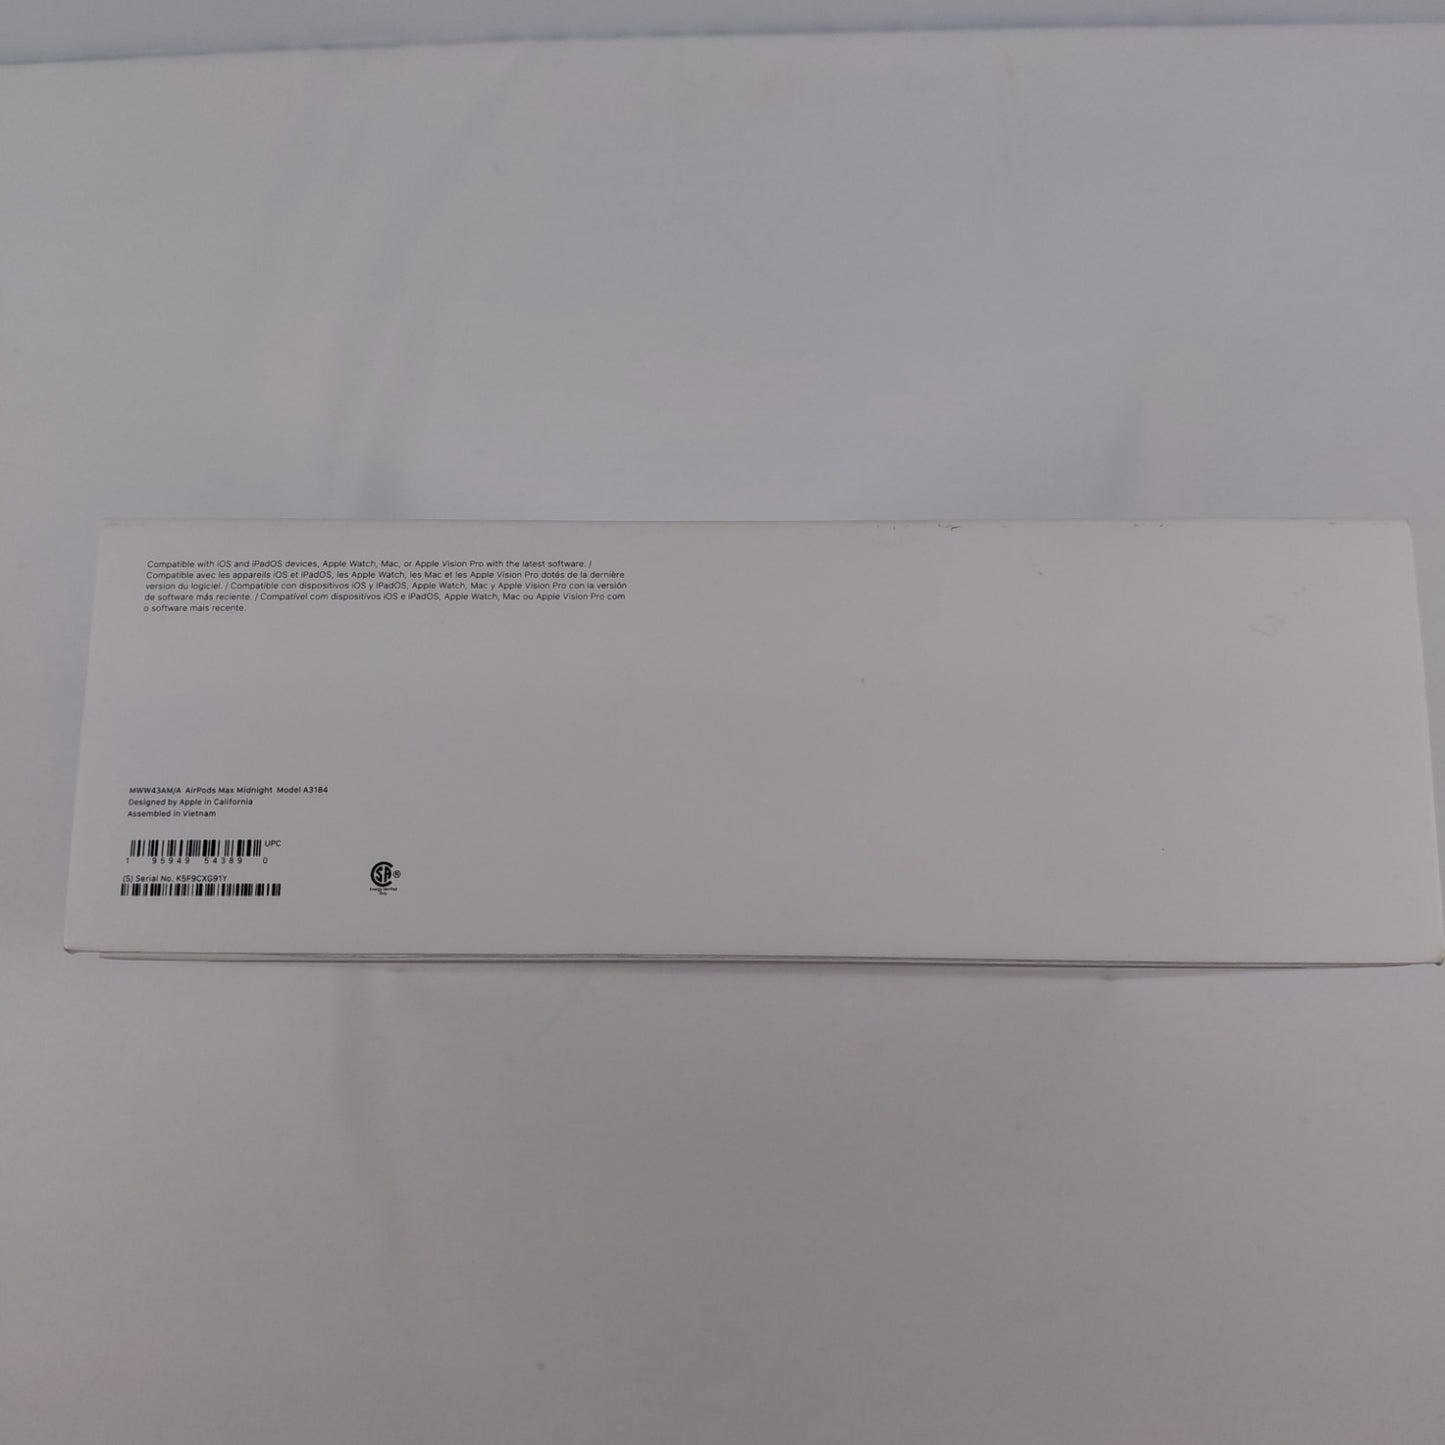 Compatible with iOS and iPadOS devices, Apple Watch, Mac, or Apple Vision Pro with the latest software. /
Compatible avec les appareils iOS et iPadOS, les Apple Watch, les Mac et les Apple Vision Pro dotés de la dernière
version du logiciel. / Compatible con dispositivos iOS y iPadOS, Apple Watch, Mac y Apple Vision Pro con la versión
de software más reciente. / Compatível com dispositivos iOS e iPadOS, Apple Watch, Mac ou Apple Vision Pro com
o software mais recente.
MWW43AM/A AirPods Max Midnight Model A3184
Designed by Apple in California
Assembled in Vietnam
UPC
1 95949 54389 0
(S) Serial No. K5F9CXG91Y
SA®
Energy Verified
Only